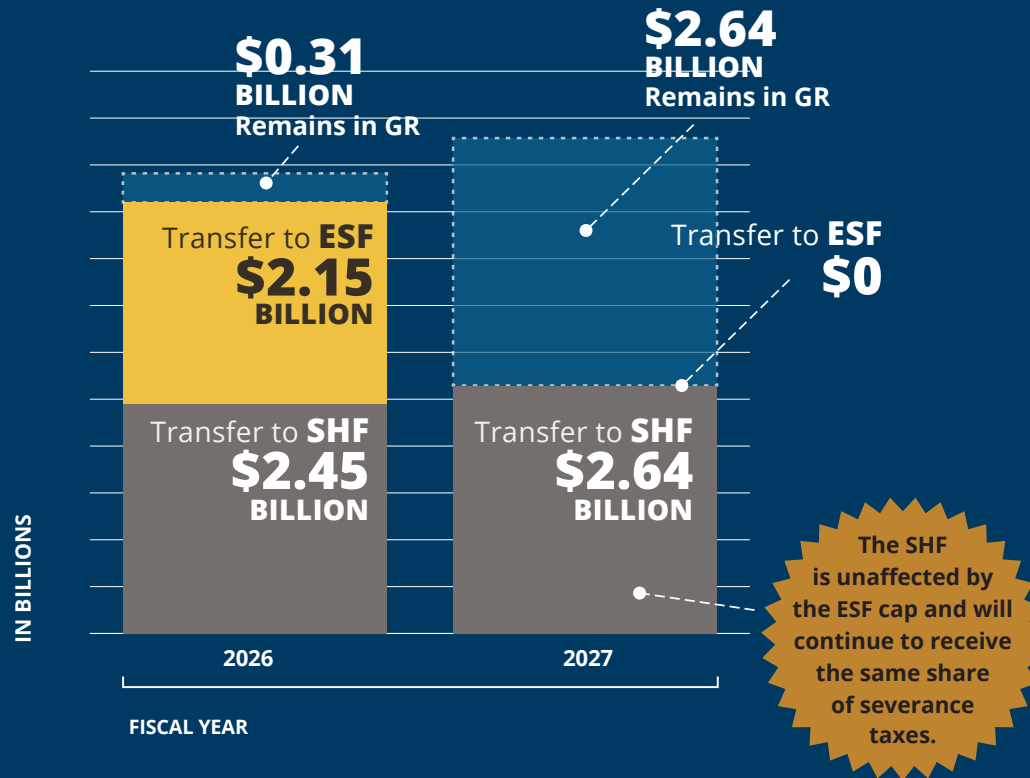 $0.31
BILLION
Remains in GR
$2.64
BILLION
Remains in GR
Transfer to ESF
$2.15
BILLION
Transfer to ESF
$0
Transfer to SHF
$2.45
BILLION
Transfer to SHF
$2.64
BILLION
IN BILLIONS
The SHF
is unaffected by
the ESF cap and will
continue to receive
the same share
of severance
taxes.
2026
2027
FISCAL YEAR